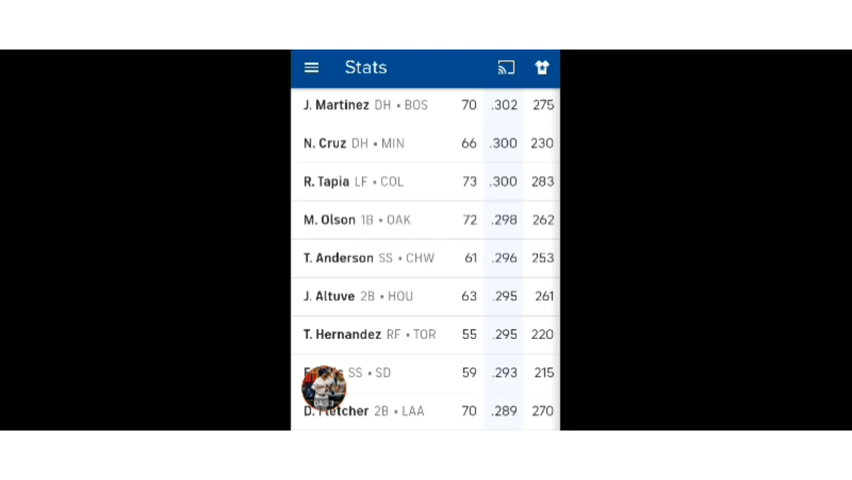 Stats
J. Martinez DH • BOS 70 .302 275
N. Cruz DH • MIN 66 .300 230
R. Tapia LF • COL 73 .300 283
M. Olson 1B • OAK 72 .298 262
T. Anderson SS • CHW 61 .296 253
J. Altuve 2B • HOU 63 .295 261
T. Hernandez RF • TOR 55 .295 220
SS • SD 59 .293 215
D. Fletcher 2B • LAA 70 .289 270